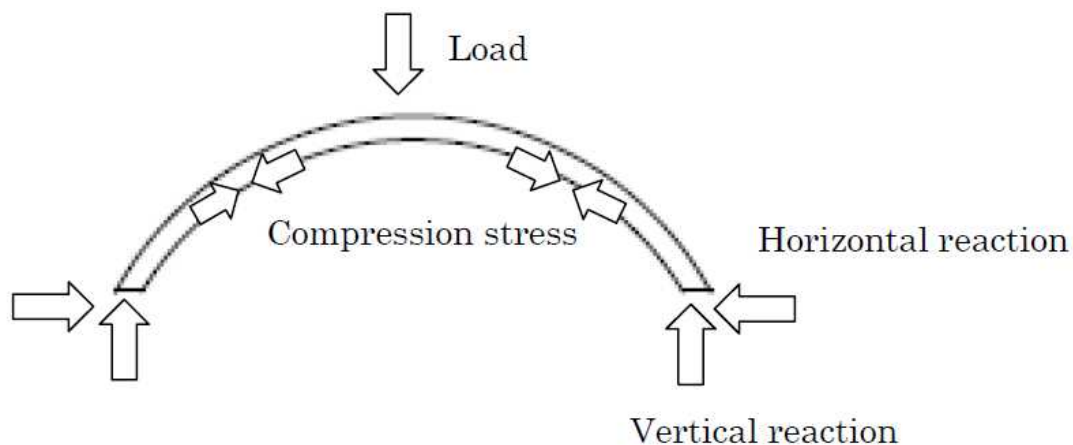 Load
Compression stress
Horizontal reaction
Vertical reaction